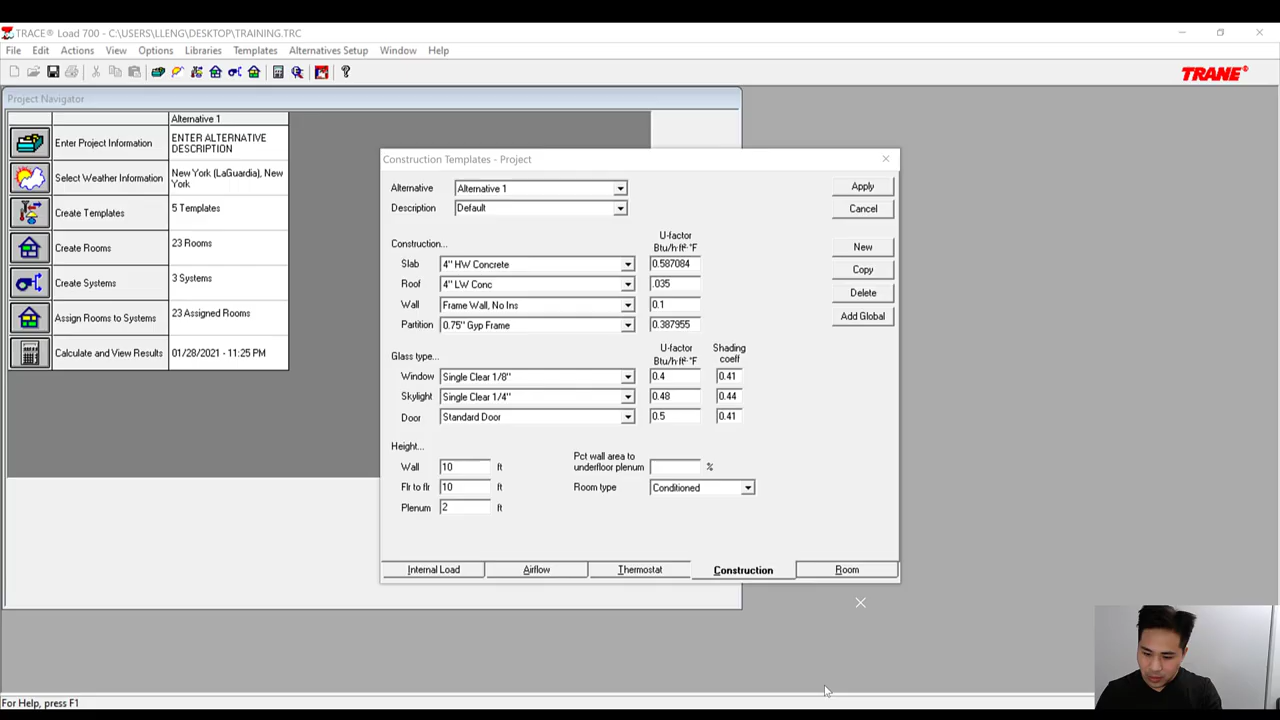 TRACE® Load 700 - C:\USERS\LLENG\DESKTOP\TRAINING.TRC
File Edit Actions View Options Libraries Templates Alternatives Setup Window Help
TRANE®
Project Navigator
Alternative 1
Enter Project Information
ENTER ALTERNATIVE
DESCRIPTION
Select Weather Information
New York (LaGuardia), New
York
Create Templates
5 Templates
Create Rooms
23 Rooms
Create Systems
3 Systems
Assign Rooms to Systems
23 Assigned Rooms
Calculate and View Results
01/28/2021 - 11:25 PM
Construction Templates - Project
Alternative Alternative 1 Apply
Description Default Cancel
U-factor
Construction... Btu/h·ft²·°F New
Slab 4" HW Concrete 0.587084 Copy
Roof 4" LW Conc .035 Delete
Wall Frame Wall, No Ins 0.1
Partition 0.75" Gyp Frame 0.387955 Add Global
U-factor Shading
Glass type... Btu/h·ft²·°F coeff
Window Single Clear 1/8" 0.4 0.41
Skylight Single Clear 1/4" 0.48 0.44
Door Standard Door 0.5 0.41
Height...
Wall 10 ft
Pct wall area to
underfloor plenum %
Flr to flr 10 ft
Room type Conditioned
Plenum 2 ft
Internal Load Airflow Thermostat Construction Room
For Help, press F1